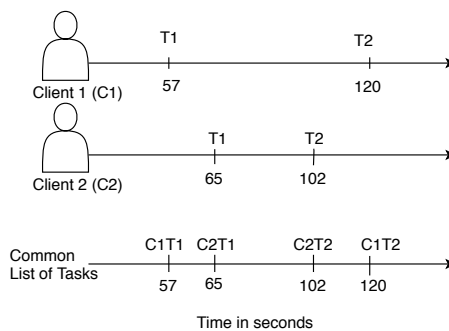 T1 T2
57 120
Client 1 (C1)
T1 T2
65 102
Client 2 (C2)
C1T1 C2T1 C2T2 C1T2
Common
List of Tasks
57 65 102 120
Time in seconds